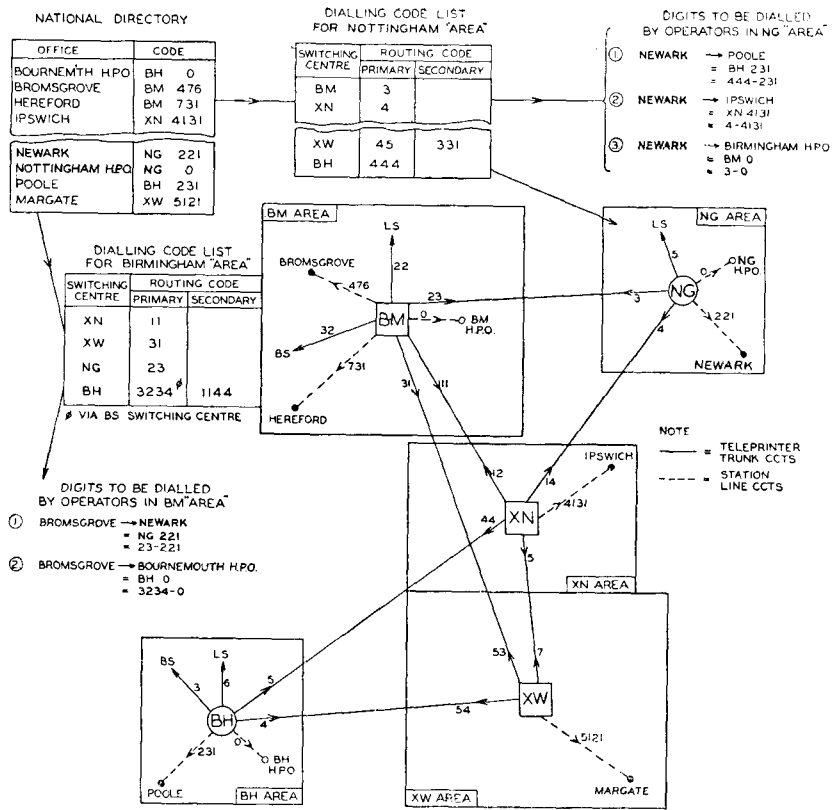 NATIONAL DIRECTORY
OFFICE CODE
BOURNEM'TH H.P.O BH 0
BROMSGROVE BM 476
HEREFORD BM 731
IPSWICH XN 4131
NEWARK NG 221
NOTTINGHAM H.P.O. NG 0
POOLE BH 231
MARGATE XW 5121
DIALLING CODE LIST
FOR NOTTINGHAM "AREA"
SWITCHING CENTRE ROUTING CODE
PRIMARY SECONDARY
BM 3
XN 4
XW 45 331
BH 444
DIGITS TO BE DIALLED
BY OPERATORS IN NG "AREA"
① NEWARK → POOLE
= BH 231
= 444-231
② NEWARK → IPSWICH
= XN 4131
= 4-4131
③ NEWARK → BIRMINGHAM H.P.O
= BM 0
= 3-0
DIALLING CODE LIST
FOR BIRMINGHAM "AREA"
SWITCHING CENTRE ROUTING CODE
PRIMARY SECONDARY
XN 11
XW 31
NG 23
BH 3234ø 1144
ø VIA BS SWITCHING CENTRE
DIGITS TO BE DIALLED
BY OPERATORS IN BM "AREA"
① BROMSGROVE → NEWARK
= NG 221
= 23-221
② BROMSGROVE → BOURNEMOUTH H.P.O.
= BH 0
= 3234-0
BM AREA
LS
BROMSGROVE
22
476
23
BM
0
BM
H.P.O.
32
BS
731
31
11
HEREFORD
NG AREA
LS
5
0
NG
H.P.O.
NG
3
221
4
NEWARK
NOTE
= TELEPRINTER
TRUNK CCTS
= STATION
LINE CCTS
IPSWICH
12
14
4131
44
XN
5
XN AREA
53
7
XW
54
5121
MARGATE
XW AREA
BS
LS
3
6
5
BH
4
231
0
BH
H.P.O
POOLE
BH AREA